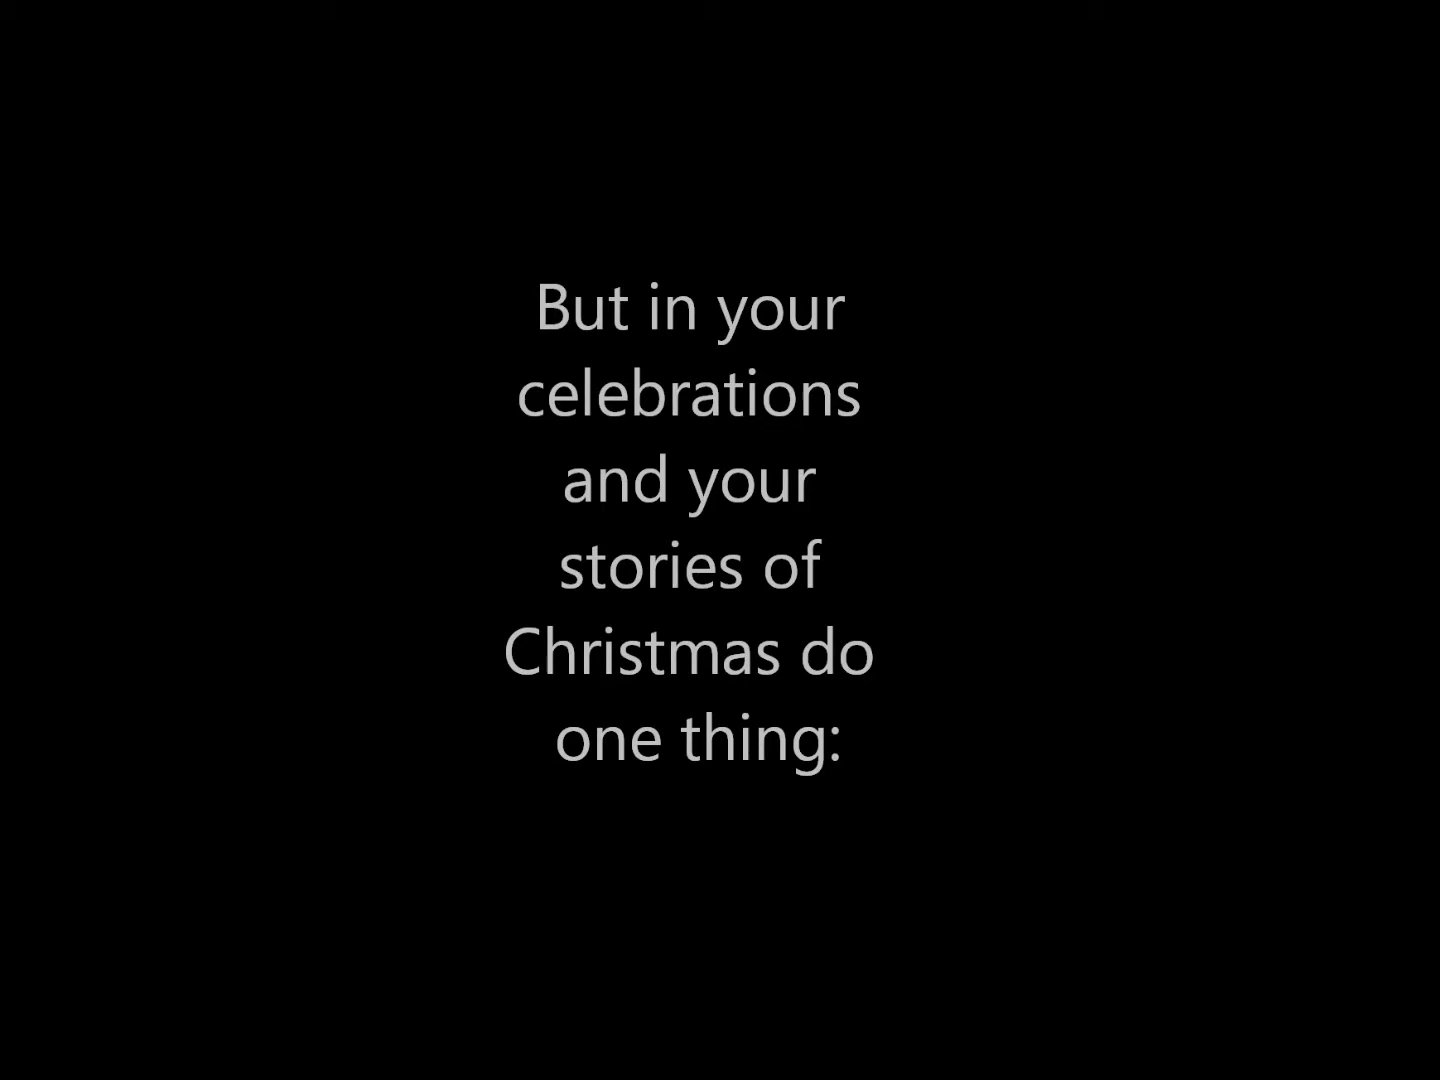 But in your
celebrations
and your
stories of
Christmas do
one thing: